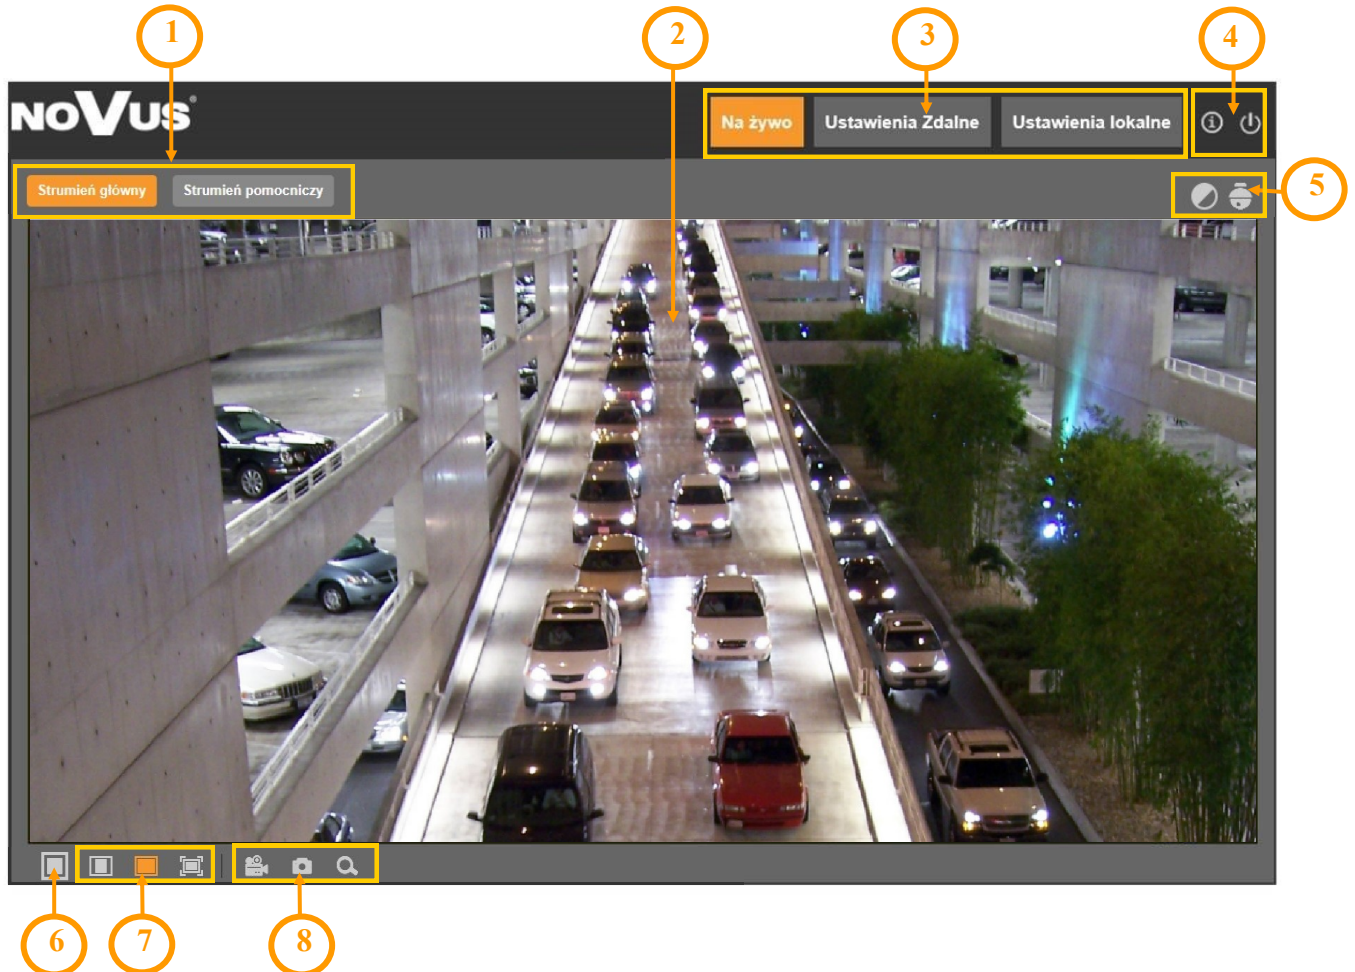 1
2
3
4
NOVUS®
Na żywo
Ustawienia Zdalne
Ustawienia lokalne
Strumień główny
Strumień pomocniczy
5
6
7
8